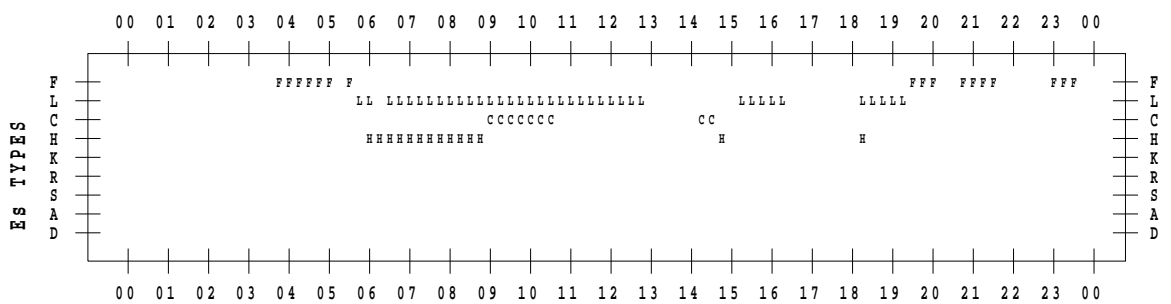 00 01 02 03 04 05 06 07 08 09 10 11 12 13 14 15 16 17 18 19 20 21 22 23 00
F FFFFFF F FFF FFFF FFF F
L LL LLLLLLLLLLLLLLLLLLLLLLLLLL LLLLL LLLLL L
C CCCCCCC CC C
H HHHHHHHHHHHH H H H
K K
R R
S S
A A
D D
Es TYPES
00 01 02 03 04 05 06 07 08 09 10 11 12 13 14 15 16 17 18 19 20 21 22 23 00